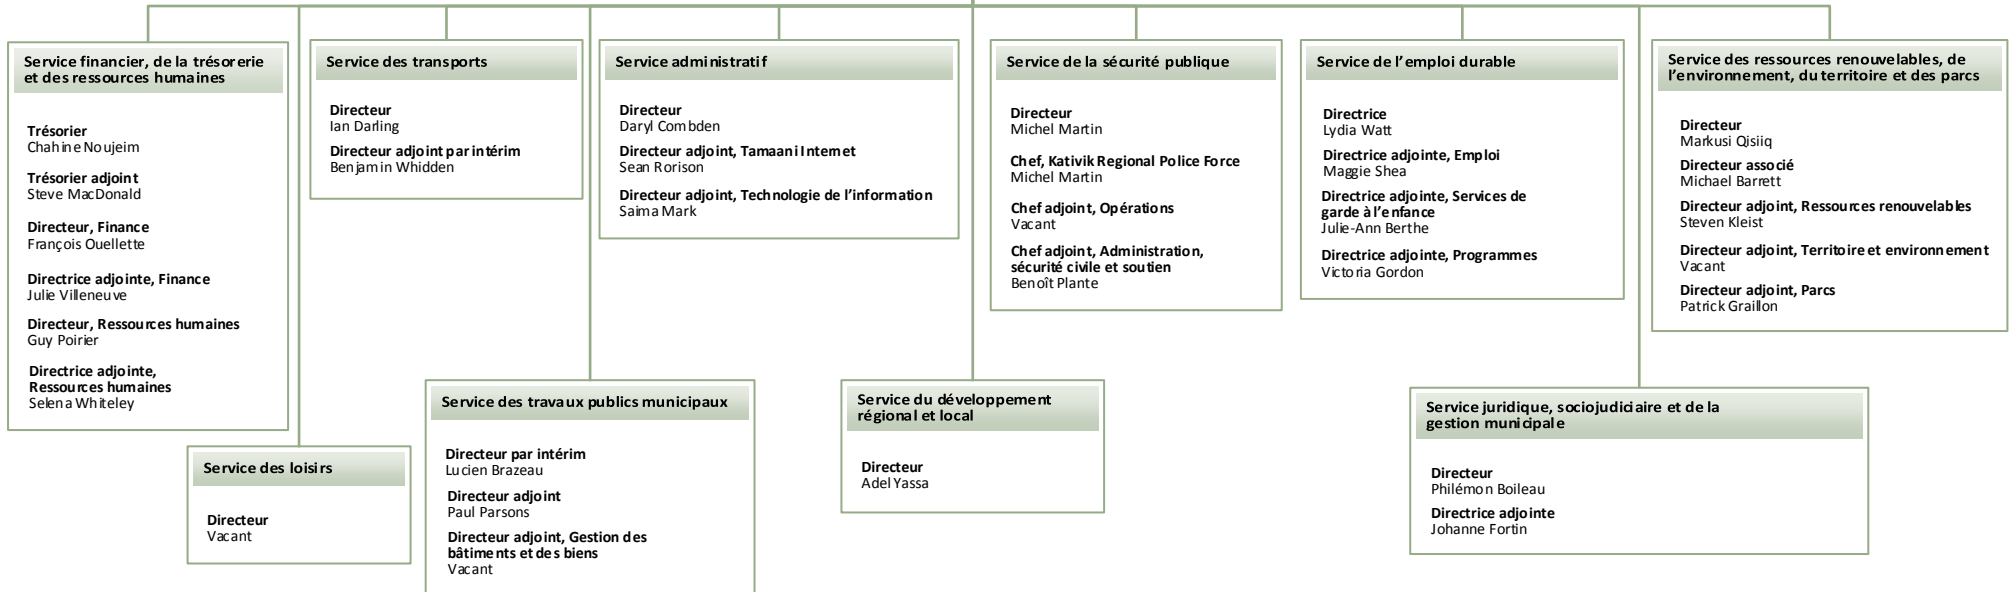 Service financier, de la trésorerie
et des ressources humaines
Trésorier
Chahine Noujeim
Trésorier adjoint
Steve MacDonald
Directeur, Finance
François Ouellette
Directrice adjointe, Finance
Julie Villeneuve
Directeur, Ressources humaines
Guy Poirier
Directrice adjointe,
Ressources humaines
Selena Whiteley
Service des transports
Directeur
Ian Darling
Directeur adjoint par intérim
Benjamin Whidden
Service administratif
Directeur
Daryl Combden
Directeur adjoint, Tamaani Internet
Sean Rorison
Directeur adjoint, Technologie de l’information
Saima Mark
Service de la sécurité publique
Directeur
Michel Martin
Chef, Kativik Regional Police Force
Michel Martin
Chef adjoint, Opérations
Vacant
Chef adjoint, Administration,
sécurité civile et soutien
Benoît Plante
Service de l’emploi durable
Directrice
Lydia Watt
Directrice adjointe, Emploi
Maggie Shea
Directrice adjointe, Services de
garde à l’enfance
Julie-Ann Berthe
Directrice adjointe, Programmes
Victoria Gordon
Service des ressources renouvelables, de
l’environnement, du territoire et des parcs
Directeur
Markusi Qisiiq
Directeur associé
Michael Barrett
Directeur adjoint, Ressources renouvelables
Steven Kleist
Directeur adjoint, Territoire et environnement
Vacant
Directeur adjoint, Parcs
Patrick Graillon
Service des loisirs
Directeur
Vacant
Service des travaux publics municipaux
Directeur par intérim
Lucien Brazeau
Directeur adjoint
Paul Parsons
Directeur adjoint, Gestion des
bâtiments et des biens
Vacant
Service du développement
régional et local
Directeur
Adel Yassa
Service juridique, sociojudiciaire et de la
gestion municipale
Directeur
Philémon Boileau
Directrice adjointe
Johanne Fortin